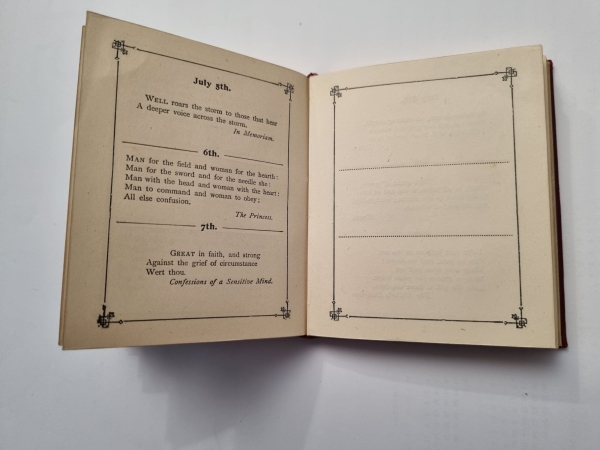 July 5th.
WELL roars the storm to those that hear
A deeper voice across the storm.
In Memoriam.
6th.
MAN for the field and woman for the hearth:
Man for the sword and for the needle she:
Man with the head and woman with the heart:
Man to command and woman to obey;
All else confusion.
The Princess.
7th.
GREAT in faith, and strong
Against the grief of circumstance
Wert thou.
Confessions of a Sensitive Mind.